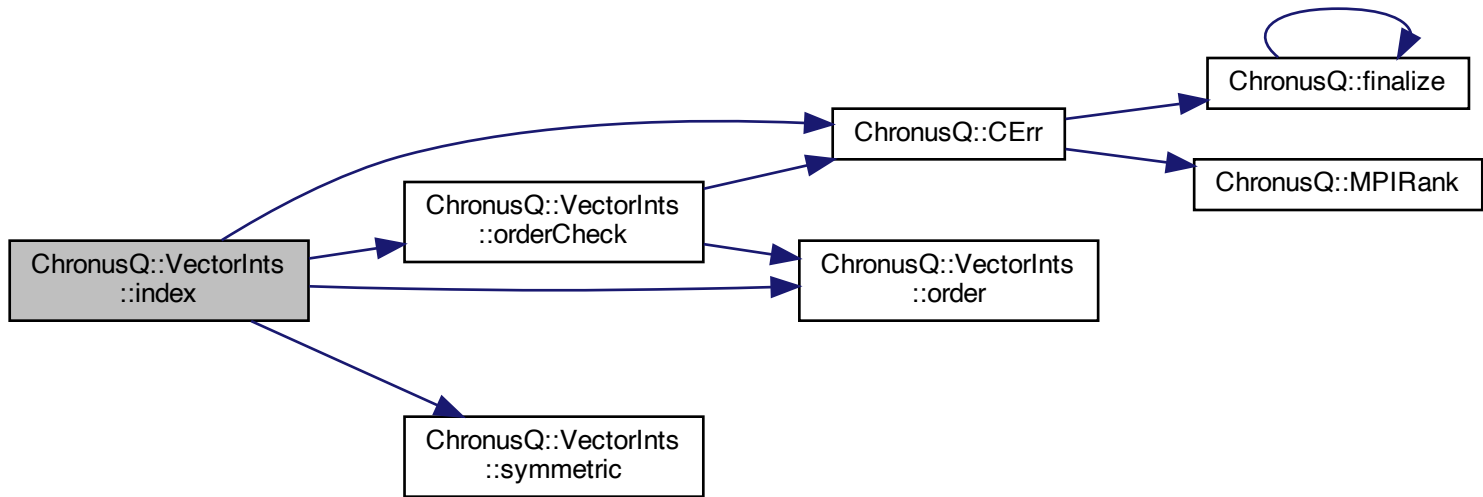 ChronusQ::VectorInts
::index
ChronusQ::VectorInts
::orderCheck
ChronusQ::VectorInts
::symmetric
ChronusQ::CErr
ChronusQ::VectorInts
::order
ChronusQ::finalize
ChronusQ::MPIRank